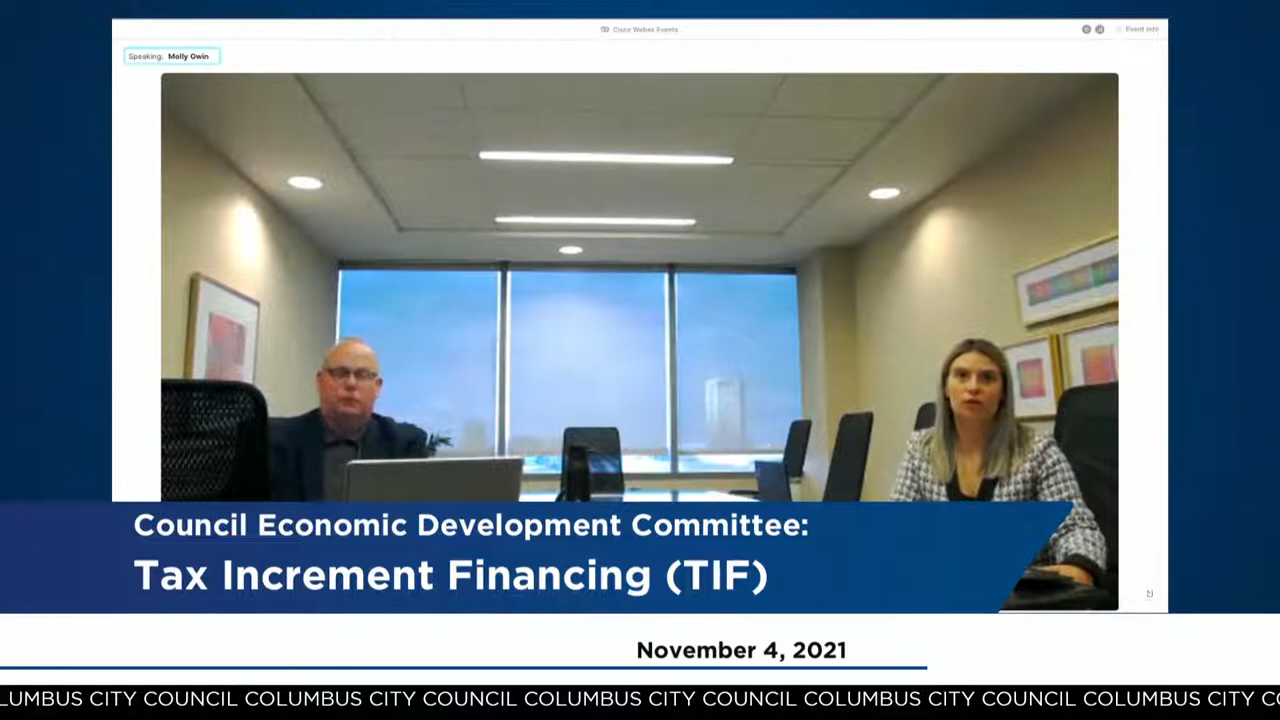 Cisco Webex Events
Event Info
Speaking: Molly Owin
Council Economic Development Committee:
Tax Increment Financing (TIF)
November 4, 2021
LUMBUS CITY COUNCIL COLUMBUS CITY COUNCIL COLUMBUS CITY COUNCIL COLUMBUS CITY COUNCIL COLUMBUS CITY C